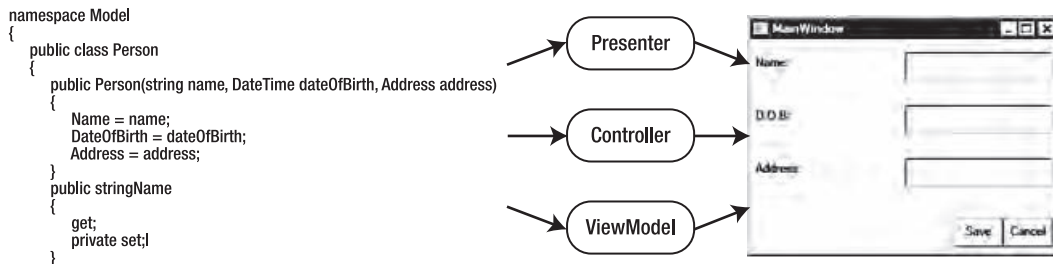 namespace Model
{
public class Person
{
public Person(string name, DateTime dateOfBirth, Address address)
{
Name = name;
DateOfBirth = dateOfBirth;
Address = address;
}
public stringName
{
get;
private set;l
}
Presenter
Controller
ViewModel
MainWindow
Name:
D.O.B:
Address:
Save
Cancel